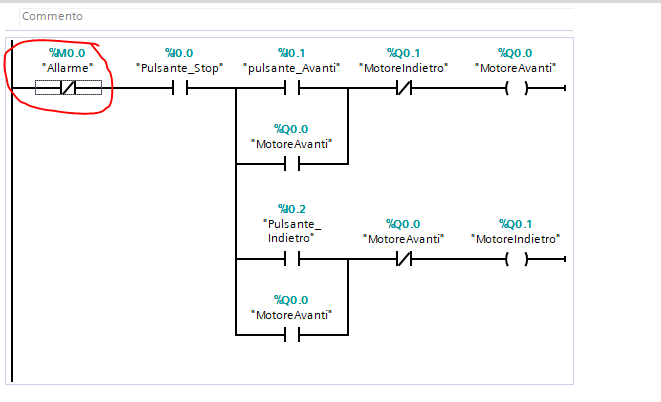 Commento
%M0.0 %I0.0 %I0.1 %Q0.1 %Q0.0
"Allarme" "Pulsante_Stop" "pulsante_Avanti" "MotoreIndietro" "MotoreAvanti"
%Q0.0
"MotoreAvanti"
%I0.2
"Pulsante_ %Q0.0 %Q0.1
Indietro" "MotoreAvanti" "MotoreIndietro"
%Q0.0
"MotoreAvanti"